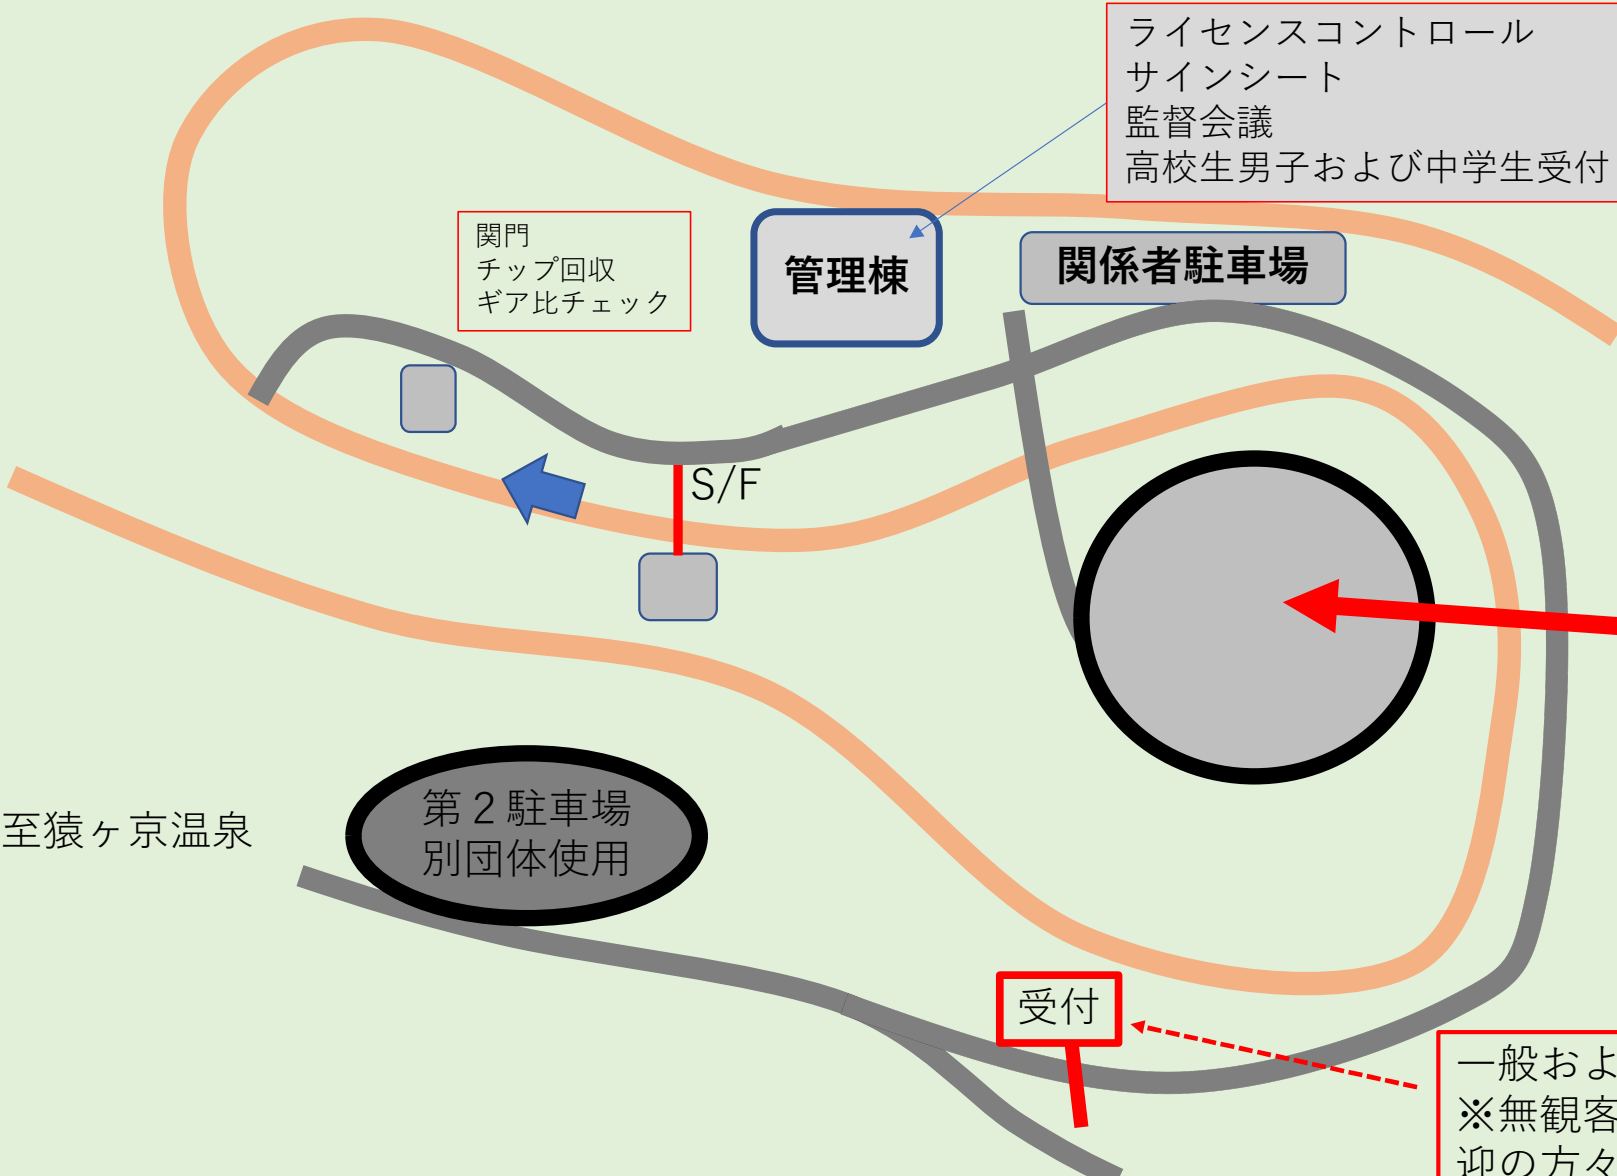 ライセンスコントロール
サインシート
監督会議
高校生男子および中学生受付
関門
チップ回収
ギア比チェック
管理棟
関係者駐車場
S/F
第２駐車場
別団体使用
至猿ヶ京温泉
受付
一般およ
※無観客
迎の方々